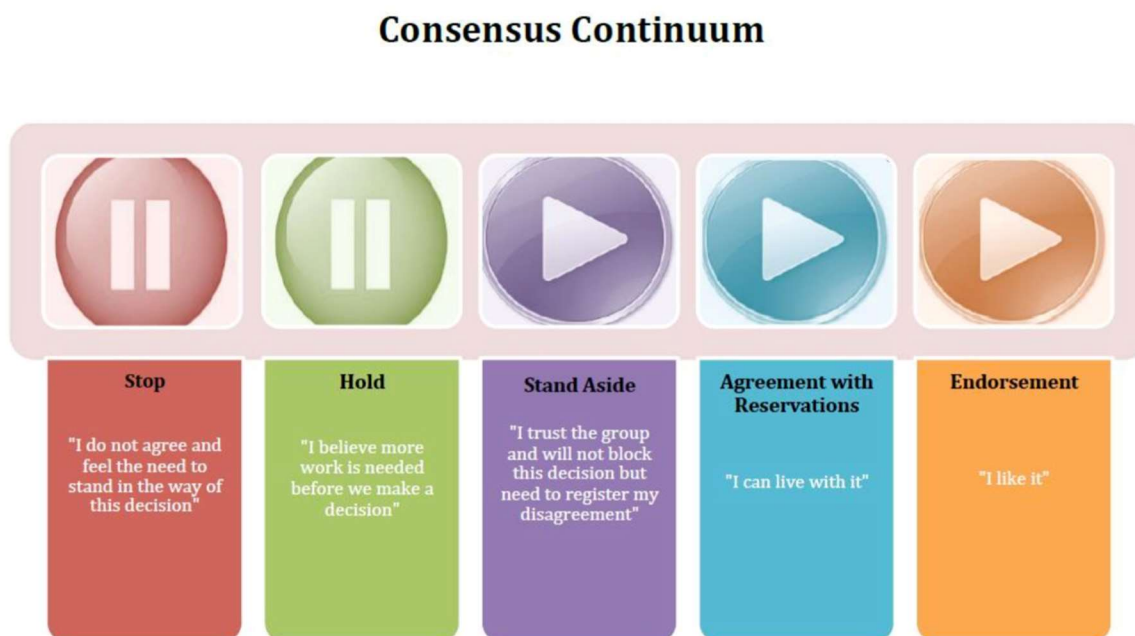 Consensus Continuum
Stop
"I do not agree and
feel the need to
stand in the way of
this decision"
Hold
"I believe more
work is needed
before we make a
decision"
Stand Aside
"I trust the group
and will not block
this decision but
need to register my
disagreement"
Agreement with
Reservations
"I can live with it"
Endorsement
"I like it"